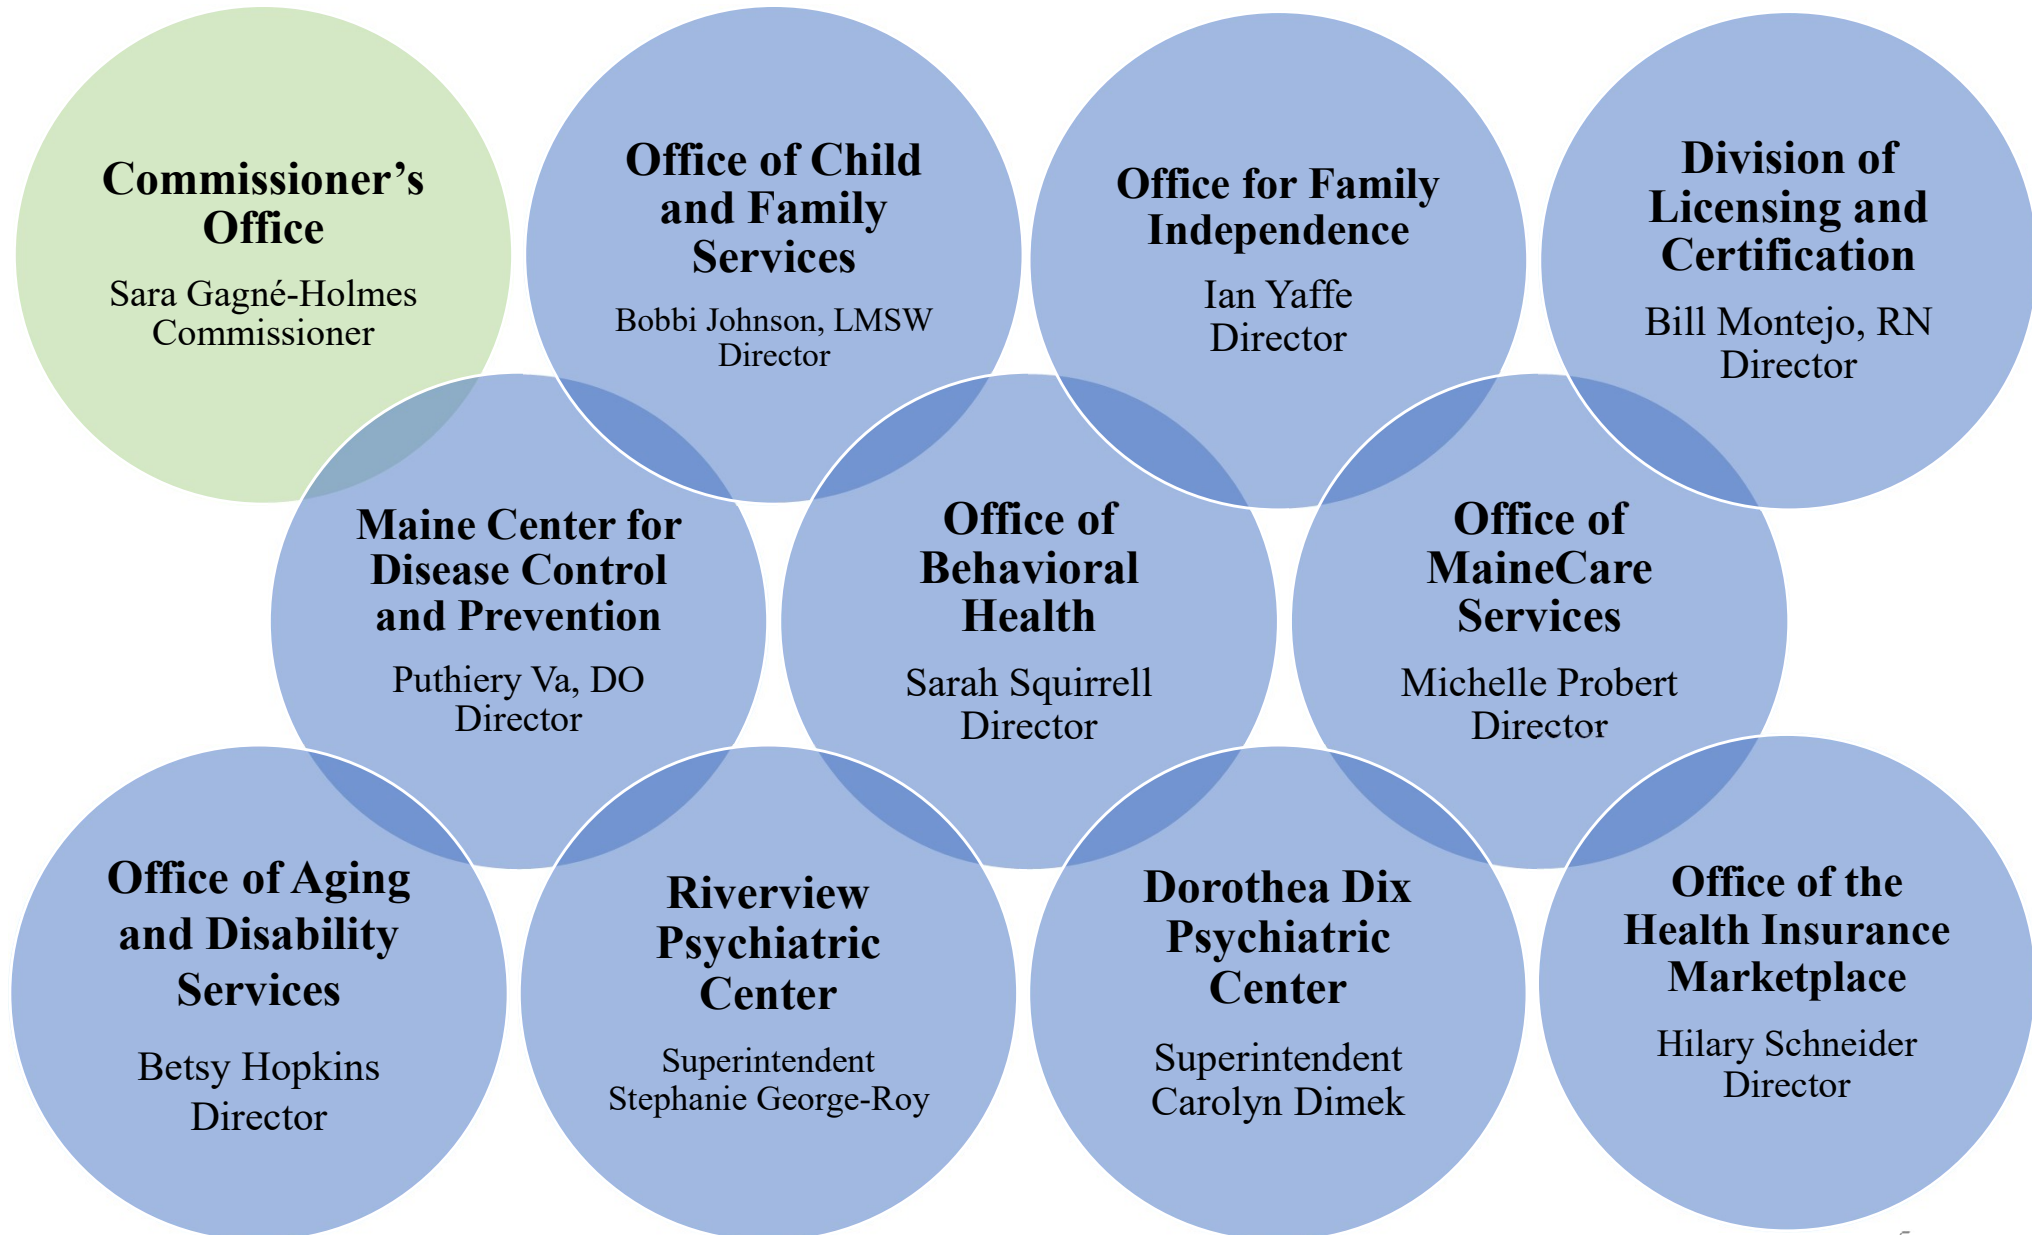 Commissioner’s
Office
Sara Gagné-Holmes
Commissioner
Office of Child
and Family
Services
Bobbi Johnson, LMSW
Director
Office for Family
Independence
Ian Yaffe
Director
Division of
Licensing and
Certification
Bill Montejo, RN
Director
Maine Center for
Disease Control
and Prevention
Puthiery Va, DO
Director
Office of
Behavioral
Health
Sarah Squirrell
Director
Office of
MaineCare
Services
Michelle Probert
Director
Office of Aging
and Disability
Services
Betsy Hopkins
Director
Riverview
Psychiatric
Center
Superintendent
Stephanie George-Roy
Dorothea Dix
Psychiatric
Center
Superintendent
Carolyn Dimek
Office of the
Health Insurance
Marketplace
Hilary Schneider
Director